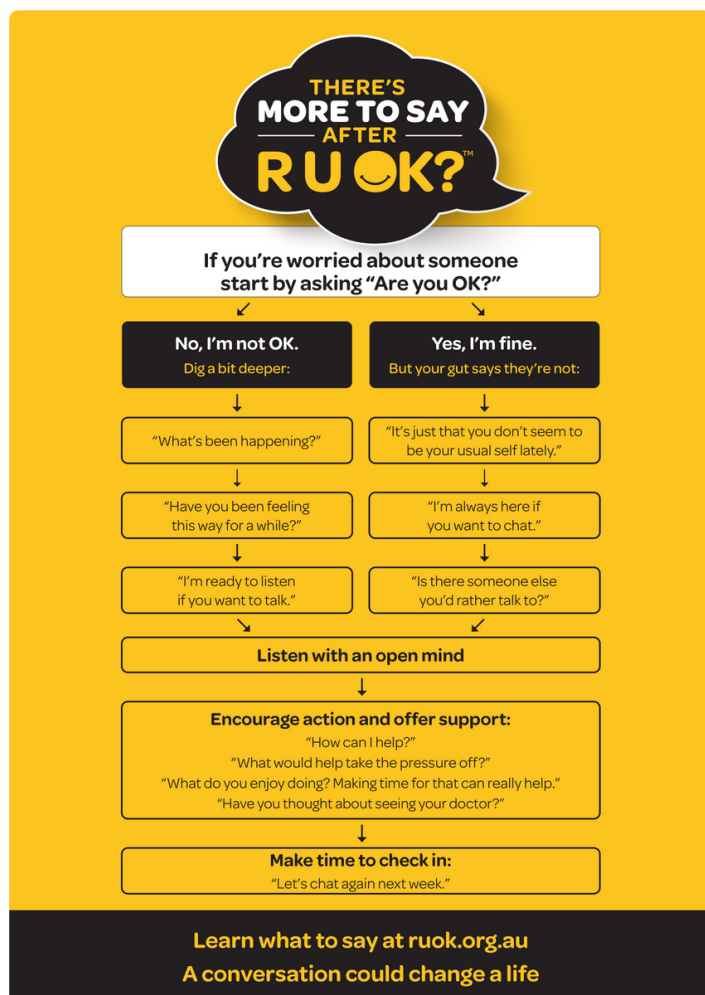 THERE'S
MORE TO SAY
AFTER
R U OK?™
If you're worried about someone
start by asking "Are you OK?"
No, I'm not OK.
Dig a bit deeper:
"What's been happening?"
"Have you been feeling
this way for a while?"
"I'm ready to listen
if you want to talk."
Yes, I'm fine.
But your gut says they're not:
"It's just that you don't seem to
be your usual self lately."
"I'm always here if
you want to chat."
"Is there someone else
you'd rather talk to?"
Listen with an open mind
Encourage action and offer support:
"How can I help?"
"What would help take the pressure off?"
"What do you enjoy doing? Making time for that can really help."
"Have you thought about seeing your doctor?"
Make time to check in:
"Let's chat again next week."
Learn what to say at ruok.org.au
A conversation could change a life